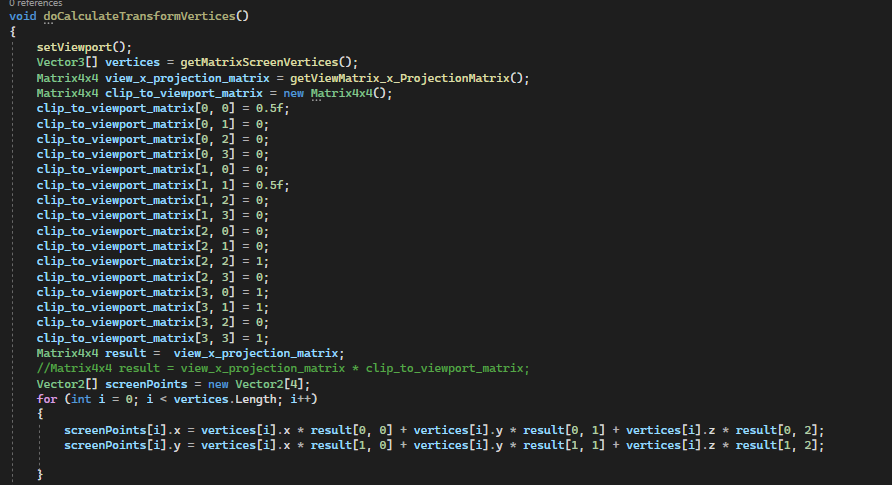 0 references
void doCalculateTransformVertices()
{
setViewport();
Vector3[] vertices = getMatrixScreenVertices();
Matrix4x4 view_x_projection_matrix = getViewMatrix_x_ProjectionMatrix();
Matrix4x4 clip_to_viewport_matrix = new Matrix4x4();
clip_to_viewport_matrix[0, 0] = 0.5f;
clip_to_viewport_matrix[0, 1] = 0;
clip_to_viewport_matrix[0, 2] = 0;
clip_to_viewport_matrix[0, 3] = 0;
clip_to_viewport_matrix[1, 0] = 0;
clip_to_viewport_matrix[1, 1] = 0.5f;
clip_to_viewport_matrix[1, 2] = 0;
clip_to_viewport_matrix[1, 3] = 0;
clip_to_viewport_matrix[2, 0] = 0;
clip_to_viewport_matrix[2, 1] = 0;
clip_to_viewport_matrix[2, 2] = 1;
clip_to_viewport_matrix[2, 3] = 0;
clip_to_viewport_matrix[3, 0] = 1;
clip_to_viewport_matrix[3, 1] = 1;
clip_to_viewport_matrix[3, 2] = 0;
clip_to_viewport_matrix[3, 3] = 1;
Matrix4x4 result =  view_x_projection_matrix;
//Matrix4x4 result = view_x_projection_matrix * clip_to_viewport_matrix;
Vector2[] screenPoints = new Vector2[4];
for (int i = 0; i < vertices.Length; i++)
{
screenPoints[i].x = vertices[i].x * result[0, 0] + vertices[i].y * result[0, 1] + vertices[i].z * result[0, 2];
screenPoints[i].y = vertices[i].x * result[1, 0] + vertices[i].y * result[1, 1] + vertices[i].z * result[1, 2];
}